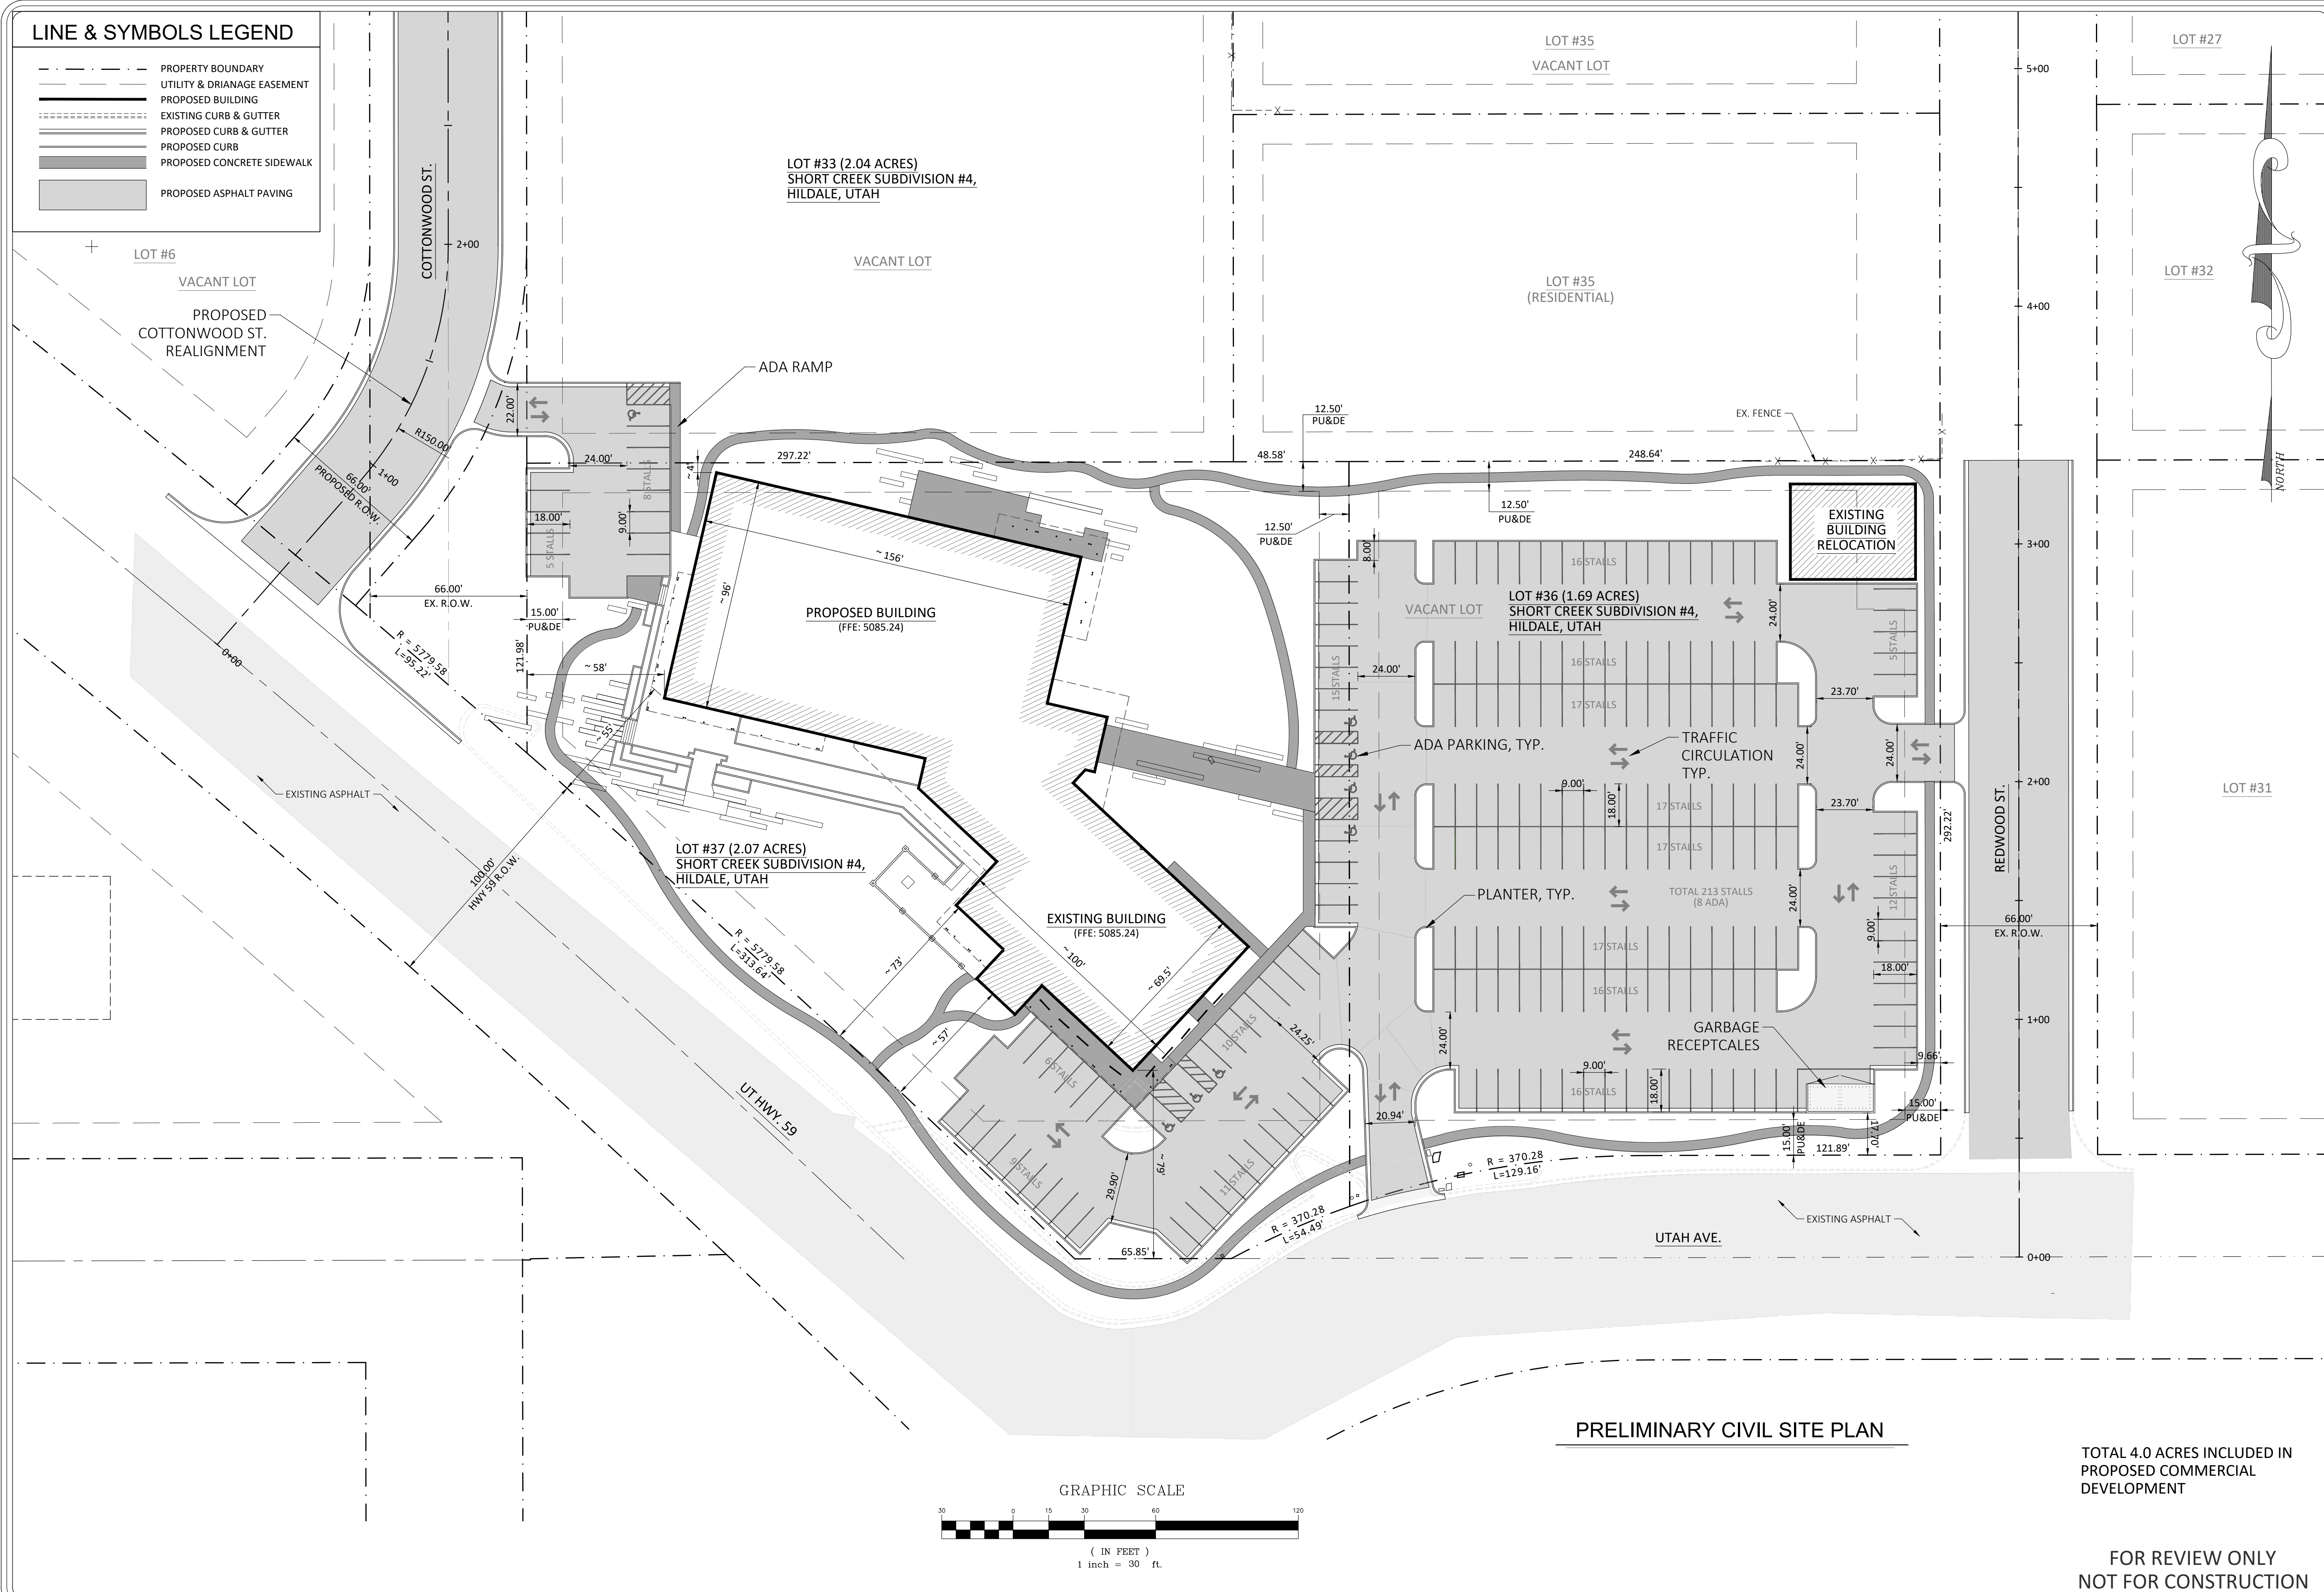 LINE & SYMBOLS LEGEND
PROPERTY BOUNDARY
UTILITY & DRIANAGE EASEMENT
PROPOSED BUILDING
EXISTING CURB & GUTTER
PROPOSED CURB & GUTTER
PROPOSED CURB
PROPOSED CONCRETE SIDEWALK
PROPOSED ASPHALT PAVING
LOT #6
VACANT LOT
PROPOSED
COTTONWOOD ST.
REALIGNMENT
COTTONWOOD ST.
2+00
1+00
0+00
R150.00'
66.00'
PROPOSED R.O.W.
22.00'
24.00'
8 STALLS
18.00'
9.00'
5 STALLS
66.00'
EX. R.O.W.
15.00'
PU&DE
121.98'
~ 58'
R = 5779.58
L=95.22'
ADA RAMP
LOT #33 (2.04 ACRES)
SHORT CREEK SUBDIVISION #4,
HILDALE, UTAH
VACANT LOT
LOT #35
VACANT LOT
LOT #35
(RESIDENTIAL)
LOT #27
LOT #32
LOT #31
NORTH
5+00
4+00
3+00
2+00
1+00
0+00
297.22'
~ 4'
48.58'
248.64'
12.50'
PU&DE
12.50'
PU&DE
12.50'
PU&DE
EX. FENCE
EXISTING
BUILDING
RELOCATION
~ 156'
~ 96'
PROPOSED BUILDING
(FFE: 5085.24)
~ 55'
EXISTING ASPHALT
100.00'
HWY 59 R.O.W.
LOT #37 (2.07 ACRES)
SHORT CREEK SUBDIVISION #4,
HILDALE, UTAH
EXISTING BUILDING
(FFE: 5085.24)
~ 100'
~ 69.5'
~ 73'
~ 57'
R = 5779.58
L=313.64'
UT HWY. 59
8.00'
16 STALLS
VACANT LOT
LOT #36 (1.69 ACRES)
SHORT CREEK SUBDIVISION #4,
HILDALE, UTAH
24.00'
5 STALLS
15 STALLS
24.00'
16 STALLS
17 STALLS
23.70'
ADA PARKING, TYP.
TRAFFIC
CIRCULATION
TYP.
24.00'
24.00'
9.00'
18.00'
17 STALLS
23.70'
17 STALLS
292.22'
REDWOOD ST.
PLANTER, TYP.
TOTAL 213 STALLS
(8 ADA)
24.00'
12 STALLS
9.00'
66.00'
EX. R.O.W.
17 STALLS
18.00'
16 STALLS
24.00'
GARBAGE
RECEPTCALES
9.66'
9.00'
18.00'
16 STALLS
15.00'
PU&DE
15.00'
PU&DE
17.70'
121.89'
6 STALLS
10 STALLS
24.25'
9 STALLS
11 STALLS
29.90'
~ 79'
65.85'
20.94'
R = 370.28
L=129.16'
R = 370.28
L=54.49'
EXISTING ASPHALT
UTAH AVE.
PRELIMINARY CIVIL SITE PLAN
TOTAL 4.0 ACRES INCLUDED IN
PROPOSED COMMERCIAL
DEVELOPMENT
GRAPHIC SCALE
30 0 15 30 60 120
( IN FEET )
1 inch = 30 ft.
FOR REVIEW ONLY
NOT FOR CONSTRUCTION